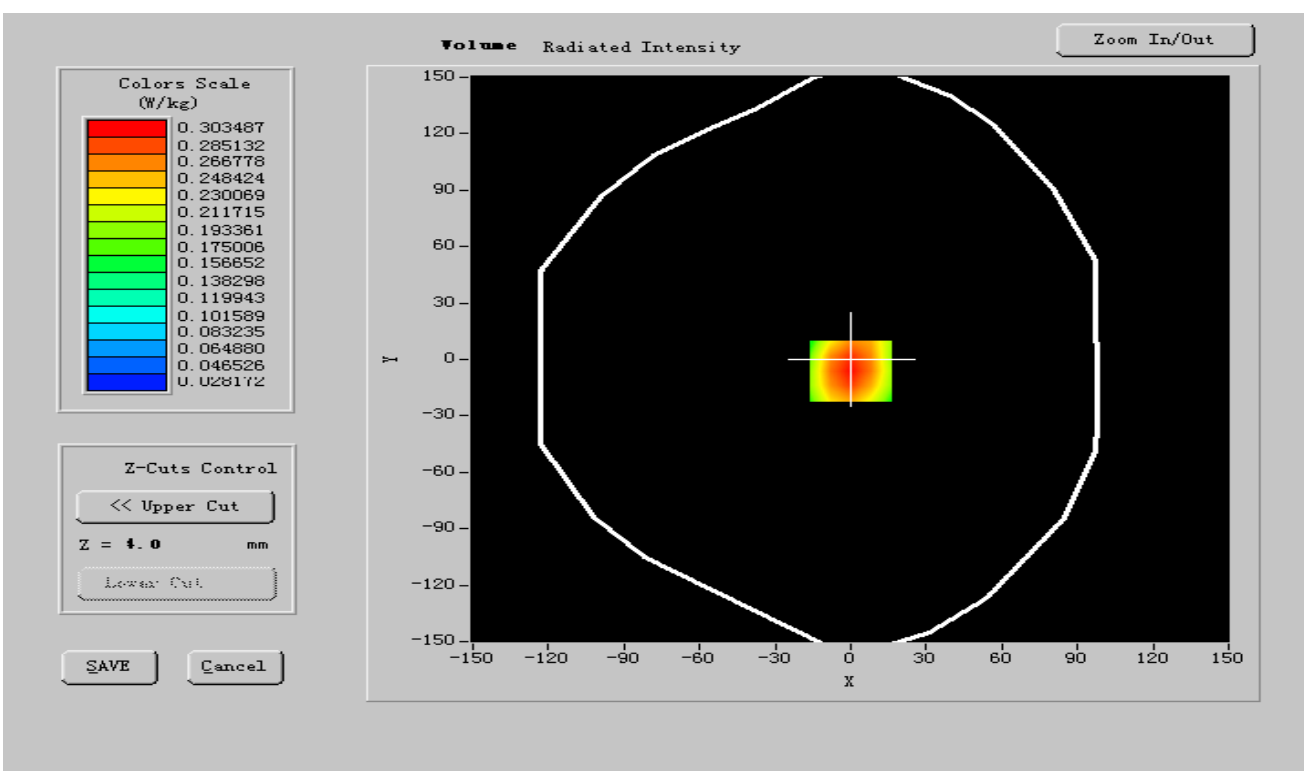 Volume Radiated Intensity
Zoom In/Out
Colors Scale
(W/kg)
0.303487
0.285132
0.266778
0.248424
0.230069
0.211715
0.193361
0.175006
0.156652
0.138298
0.119943
0.101589
0.083235
0.064880
0.046526
0.028172
Z-Cuts Control
<< Upper Cut
Z = 4.0 mm
Lower Cut
SAVE
Cancel
150
120
90
60
30
0
-30
-60
-90
-120
-150
Y
-150 -120 -90 -60 -30 0 30 60 90 120 150
X